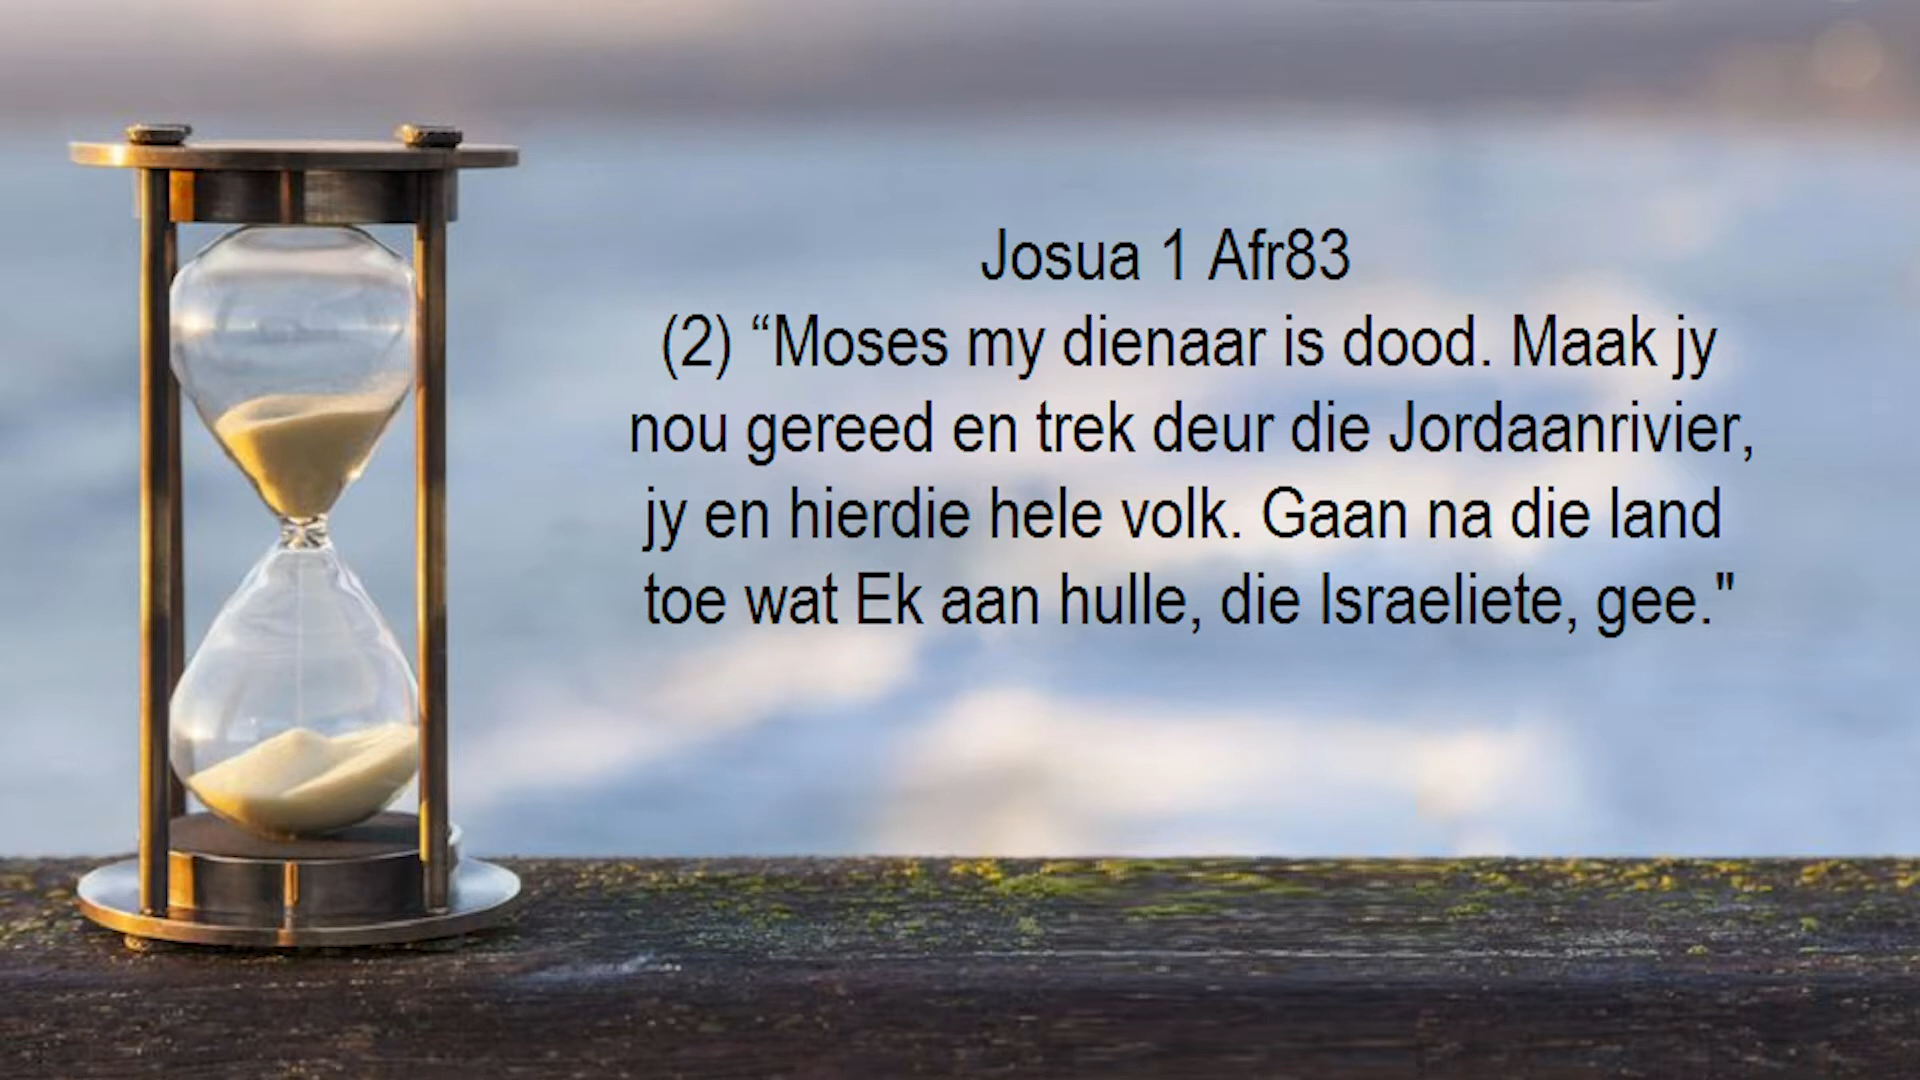 Josua 1 Afr83
(2) “Moses my dienaar is dood. Maak jy
nou gereed en trek deur die Jordaanrivier,
jy en hierdie hele volk. Gaan na die land
toe wat Ek aan hulle, die Israeliete, gee."